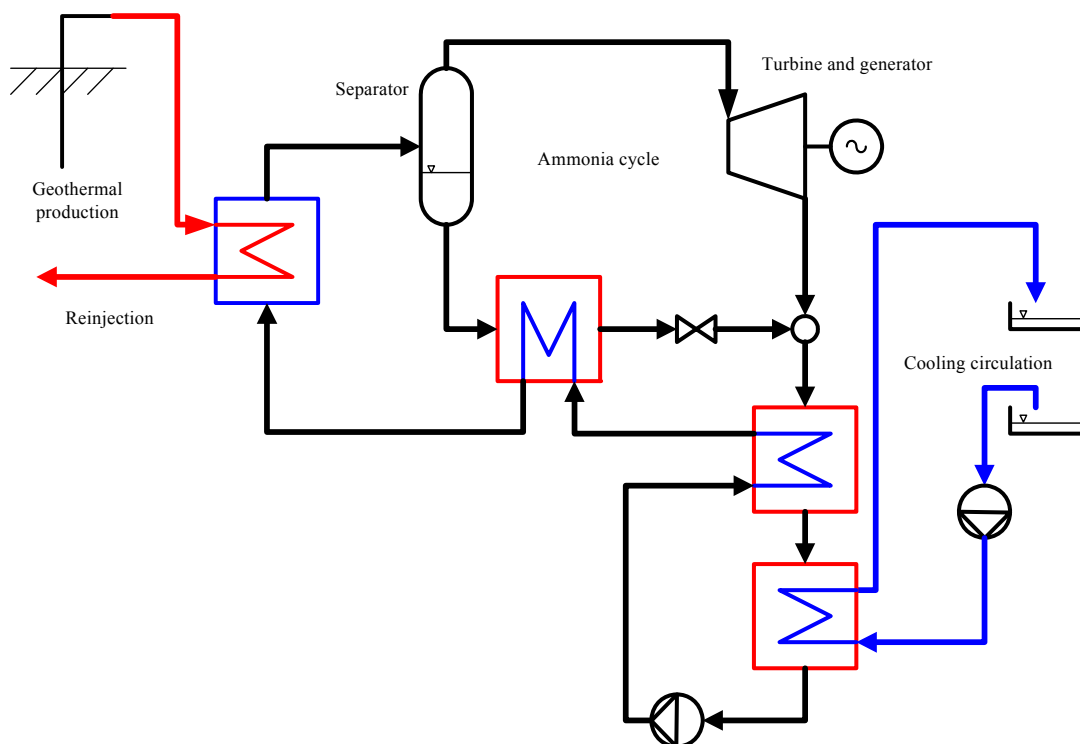 Turbine and generator
Separator
Ammonia cycle
Geothermal
production
Reinjection
Cooling circulation